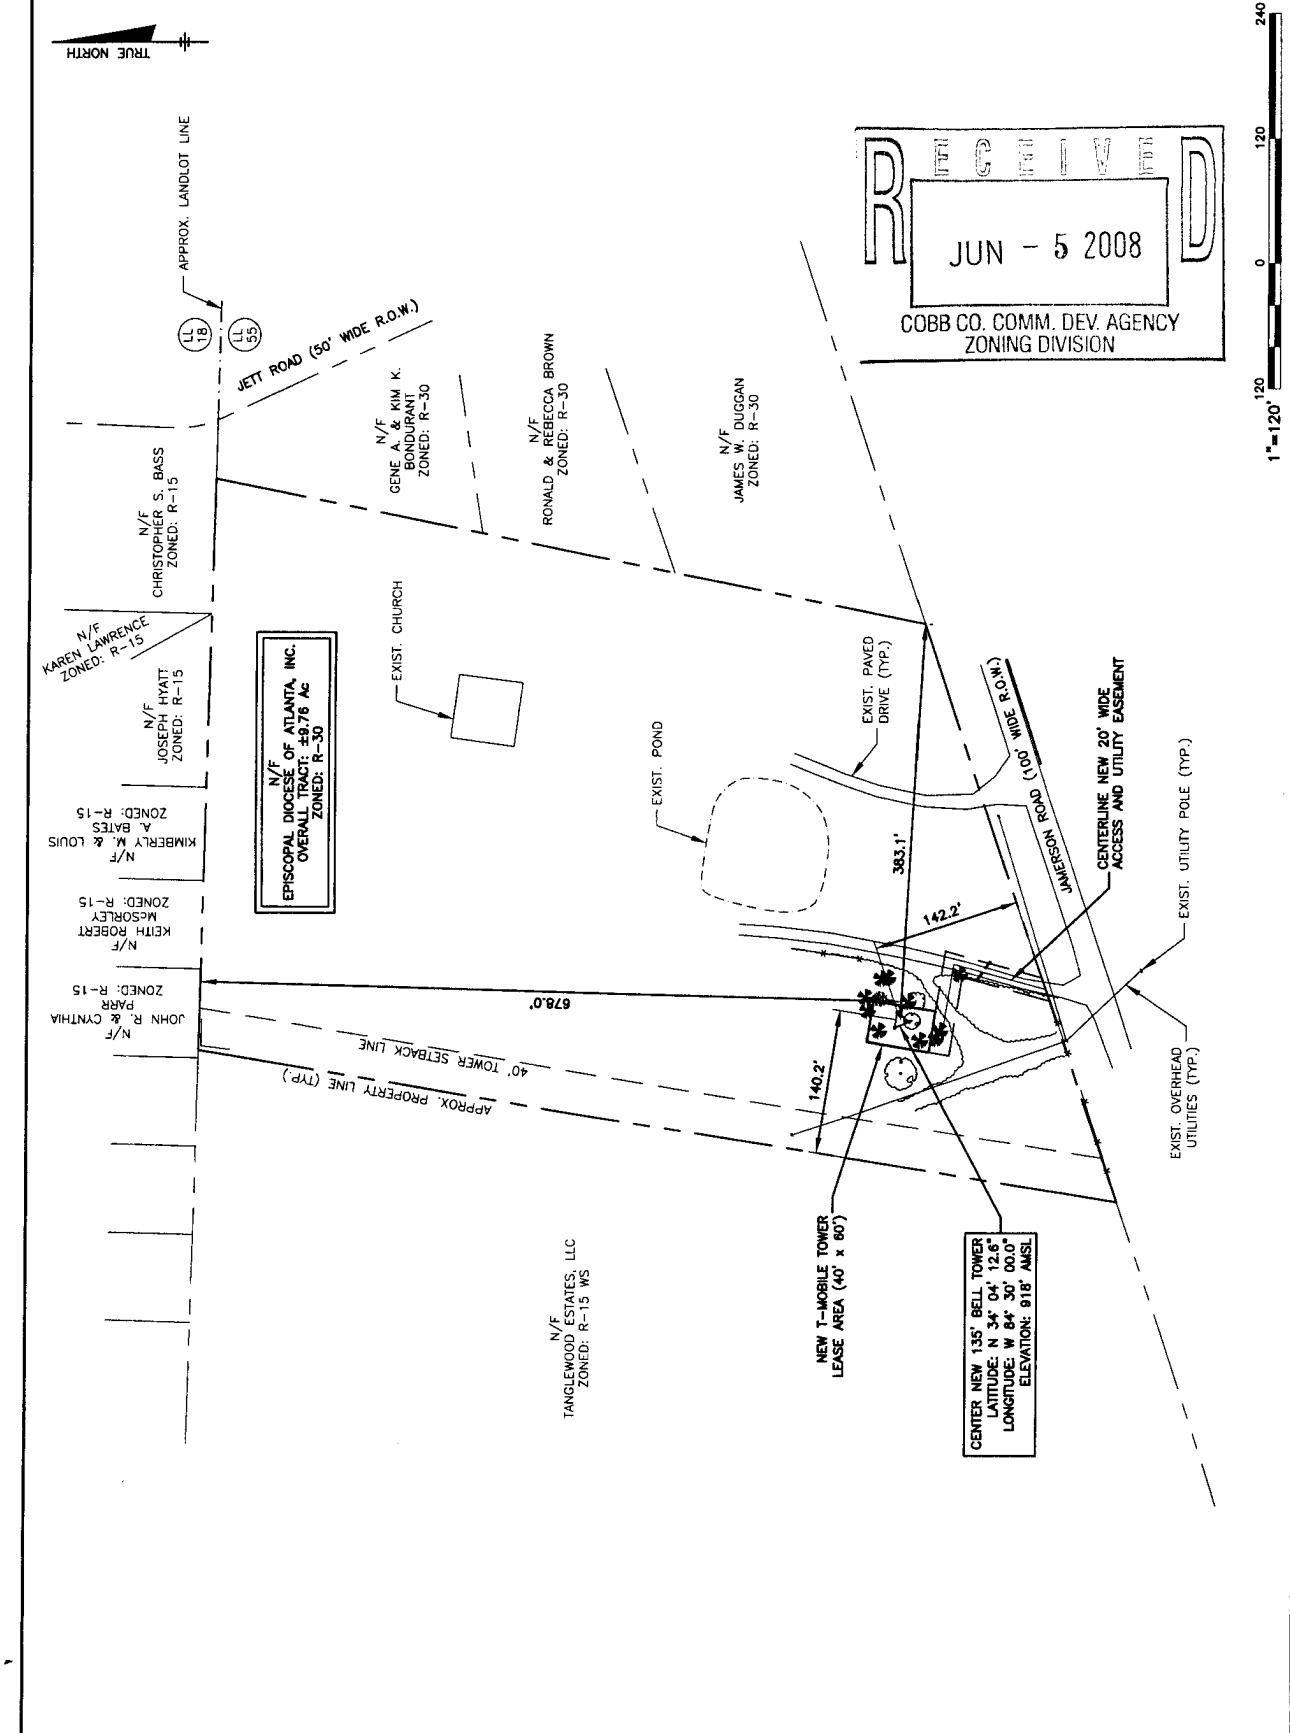 TRUE NORTH
APPROX. LANDLOT LINE
LL
18
LL
55
JETT ROAD (50' WIDE R.O.W.)
N/F
CHRISTOPHER S. BASS
ZONED: R-15
N/F
KAREN LAWRENCE
ZONED: R-15
N/F
JOSEPH HYATT
ZONED: R-15
N/F
KIMBERLY M. & LOUIS
A. BATES
ZONED: R-15
N/F
KEITH ROBERT
McSORLEY
ZONED: R-15
N/F
JOHN R. & CYNTHIA
PARR
ZONED: R-15
N/F
GENE A. & KIM K.
BONDURANT
ZONED: R-30
N/F
RONALD & REBECCA BROWN
ZONED: R-30
N/F
JAMES W. DUGGAN
ZONED: R-30
N/F
EPISCOPAL DIOCESE OF ATLANTA, INC.
OVERALL TRACT: ±9.76 Ac
ZONED: R-30
EXIST. CHURCH
EXIST. POND
EXIST. PAVED
DRIVE (TYP.)
383.1'
142.2'
678.0'
140.2'
40' TOWER SETBACK LINE
APPROX. PROPERTY LINE (TYP.)
JAMERSON ROAD (100' WIDE R.O.W.)
CENTERLINE NEW 20' WIDE
ACCESS AND UTILITY EASEMENT
EXIST. UTILITY POLE (TYP.)
EXIST. OVERHEAD
UTILITIES (TYP.)
NEW T-MOBILE TOWER
LEASE AREA (40' x 60')
CENTER NEW 135' BELL TOWER
LATITUDE: N 34° 04' 12.6"
LONGITUDE: W 84° 30' 00.0"
ELEVATION: 918' AMSL
N/F
TANGLEWOOD ESTATES, LLC
ZONED: R-15 WS
RECEIVED
JUN - 5 2008
COBB CO. COMM. DEV. AGENCY
ZONING DIVISION
120 0 120 240
1"=120'